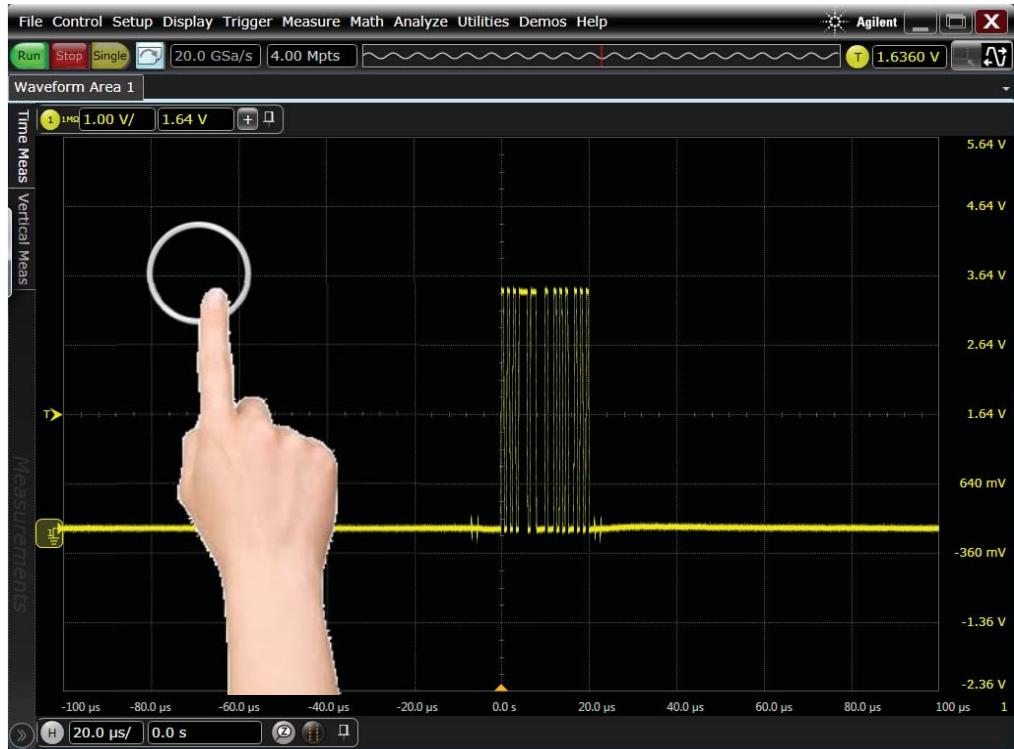 File Control Setup Display Trigger Measure Math Analyze Utilities Demos Help Agilent X
Run Stop Single 20.0 GSa/s 4.00 Mpts T 1.6360 V
Waveform Area 1
Time Meas
Vertical Meas
Measurements
1 1MΩ 1.00 V/ 1.64 V +
5.64 V
4.64 V
3.64 V
2.64 V
T 1.64 V
640 mV
-360 mV
-1.36 V
-2.36 V
-100 µs -80.0 µs -60.0 µs -40.0 µs -20.0 µs 0.0 s 20.0 µs 40.0 µs 60.0 µs 80.0 µs 100 µs 1
H 20.0 µs/ 0.0 s Z